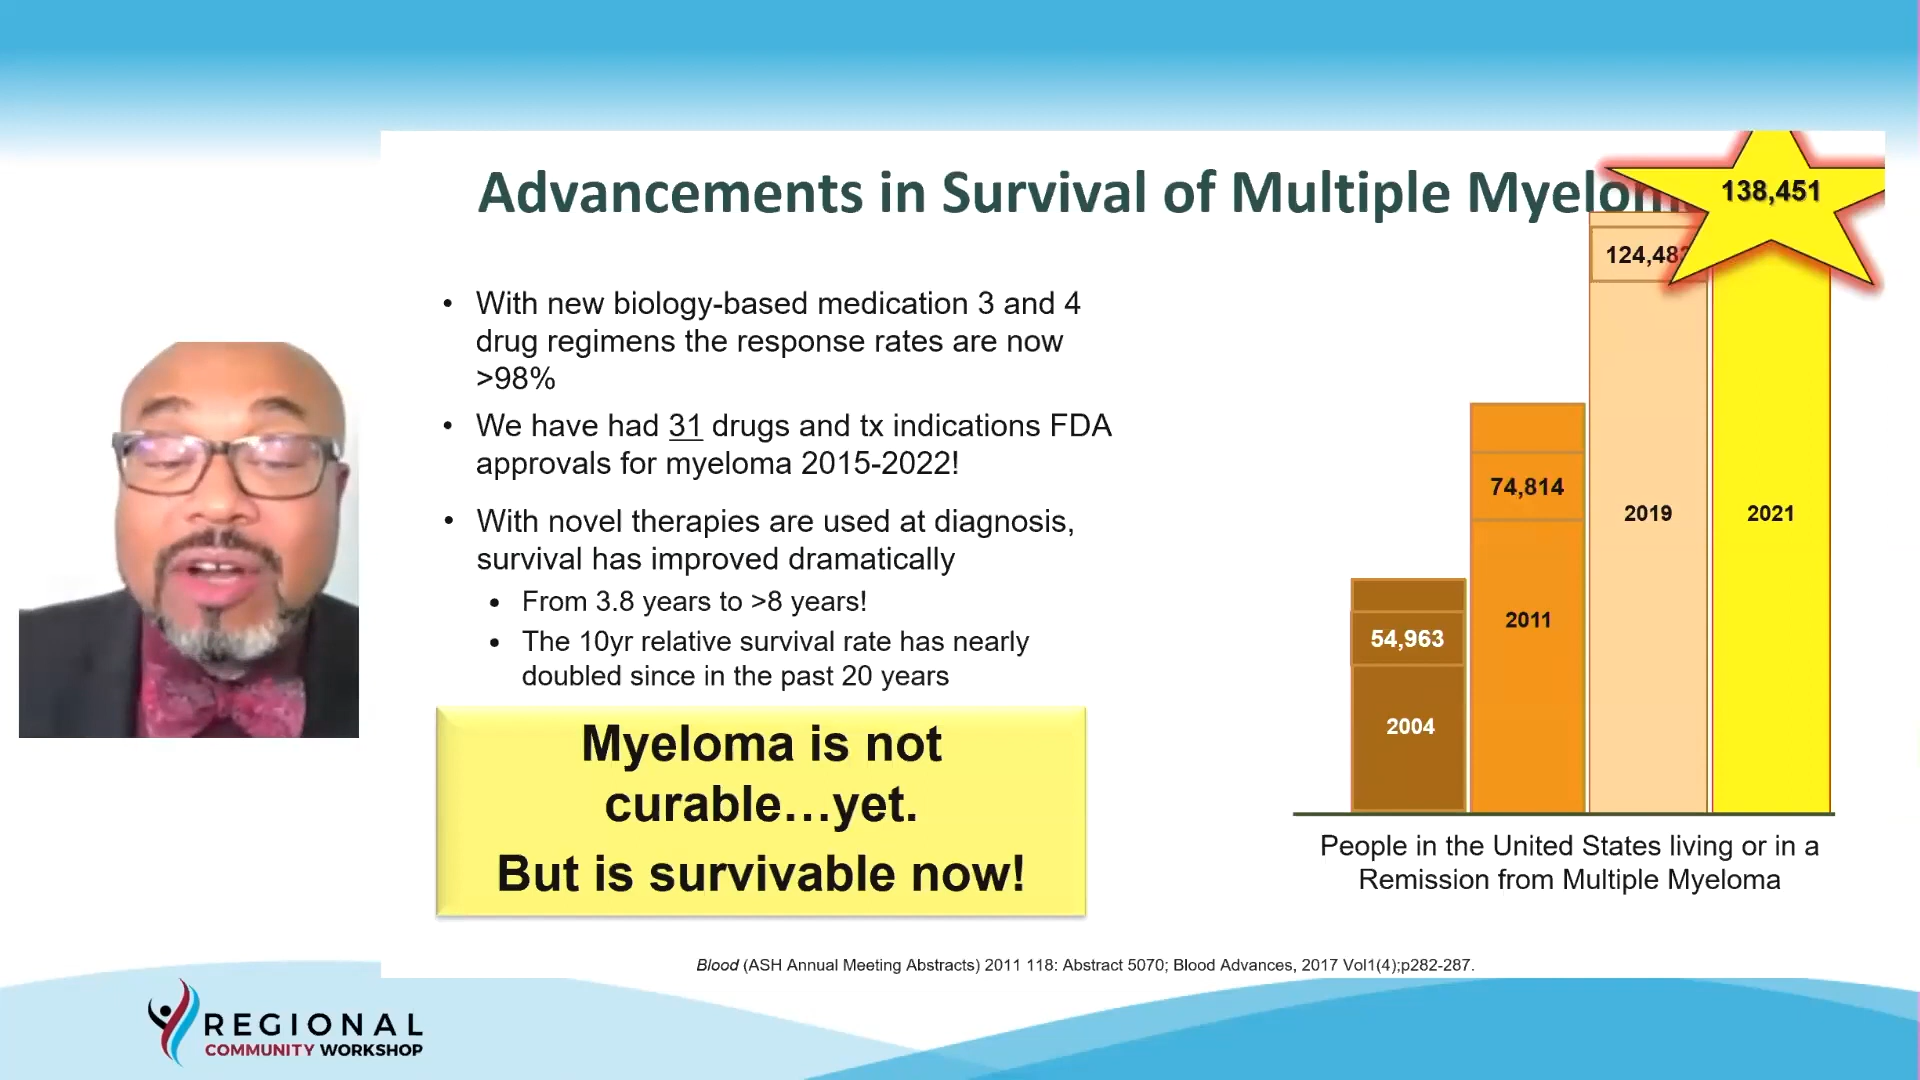 Advancements in Survival of Multiple
138,451
124,48
• With new biology-based medication 3 and 4
drug regimens the response rates are now
>98%
• We have had 31 drugs and tx indications FDA
approvals for myeloma 2015-2022!
• With novel therapies are used at diagnosis,
survival has improved dramatically
• From 3.8 years to >8 years!
• The 10yr relative survival rate has nearly
doubled since in the past 20 years
Myeloma is not
curable…yet.
But is survivable now!
74,814
2019
2021
2011
54,963
2004
People in the United States living or in a
Remission from Multiple Myeloma
Blood (ASH Annual Meeting Abstracts) 2011 118: Abstract 5070; Blood Advances, 2017 Vol1(4);p282-287.
REGIONAL
COMMUNITY WORKSHOP